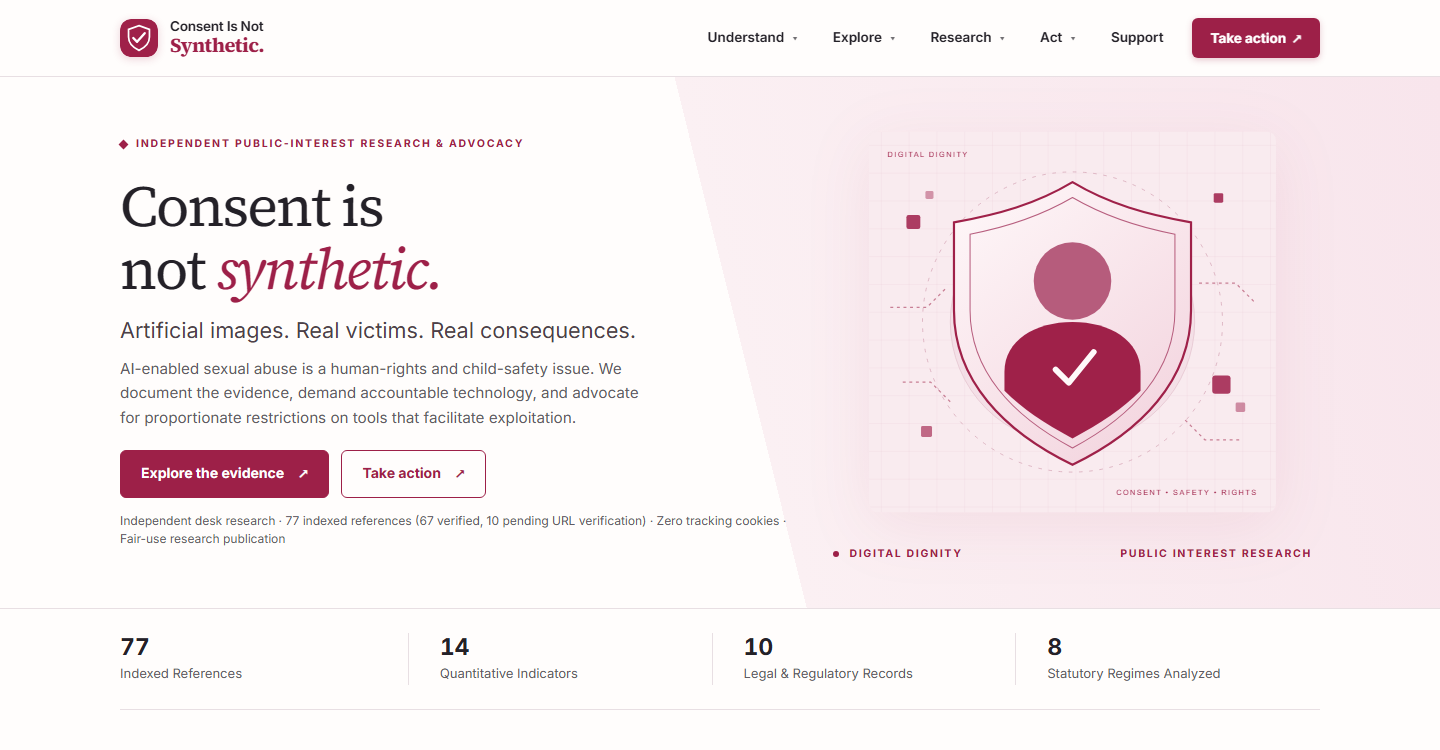 Consent Is Not
Synthetic.
Understand
Explore
Research
Act
Support
Take action ↗
INDEPENDENT PUBLIC-INTEREST RESEARCH & ADVOCACY
Consent is
not synthetic.
Artificial images. Real victims. Real consequences.
AI-enabled sexual abuse is a human-rights and child-safety issue. We
document the evidence, demand accountable technology, and advocate
for proportionate restrictions on tools that facilitate exploitation.
Explore the evidence ↗
Take action ↗
Independent desk research · 77 indexed references (67 verified, 10 pending URL verification) · Zero tracking cookies ·
Fair-use research publication
DIGITAL DIGNITY
CONSENT • SAFETY • RIGHTS
DIGITAL DIGNITY
PUBLIC INTEREST RESEARCH
77
Indexed References
14
Quantitative Indicators
10
Legal & Regulatory Records
8
Statutory Regimes Analyzed